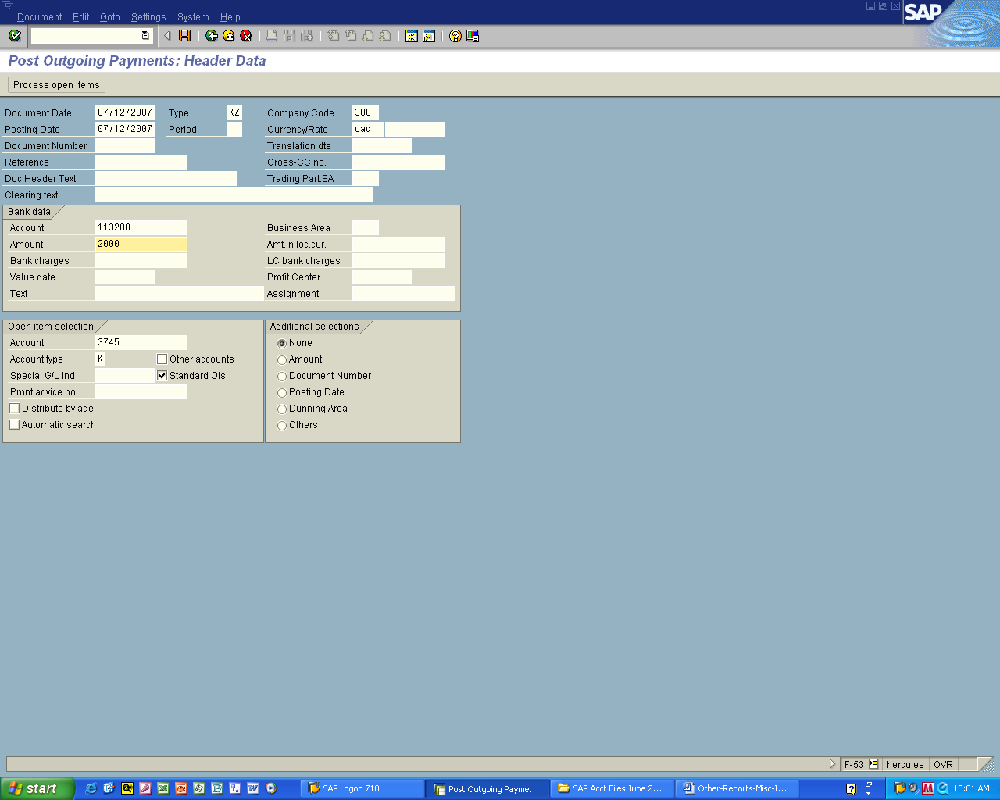 Document Edit Goto Settings System Help
SAP
Post Outgoing Payments: Header Data
Process open items
Document Date 07/12/2007 Type KZ Company Code 300
Posting Date 07/12/2007 Period Currency/Rate cad
Document Number Translation dte
Reference Cross-CC no.
Doc.Header Text Trading Part.BA
Clearing text
Bank data
Account 113200 Business Area
Amount 2000 Amt.in loc.cur.
Bank charges LC bank charges
Value date Profit Center
Text Assignment
Open item selection Additional selections
Account 3745 None
Account type K Other accounts Amount
Special G/L ind Standard OIs Document Number
Pmnt advice no. Posting Date
Distribute by age Dunning Area
Automatic search Others
F-53 hercules OVR
start SAP Logon 710 Post Outgoing Payme... SAP Acct Files June 2... Other-Reports-Misc-I... 10:01 AM